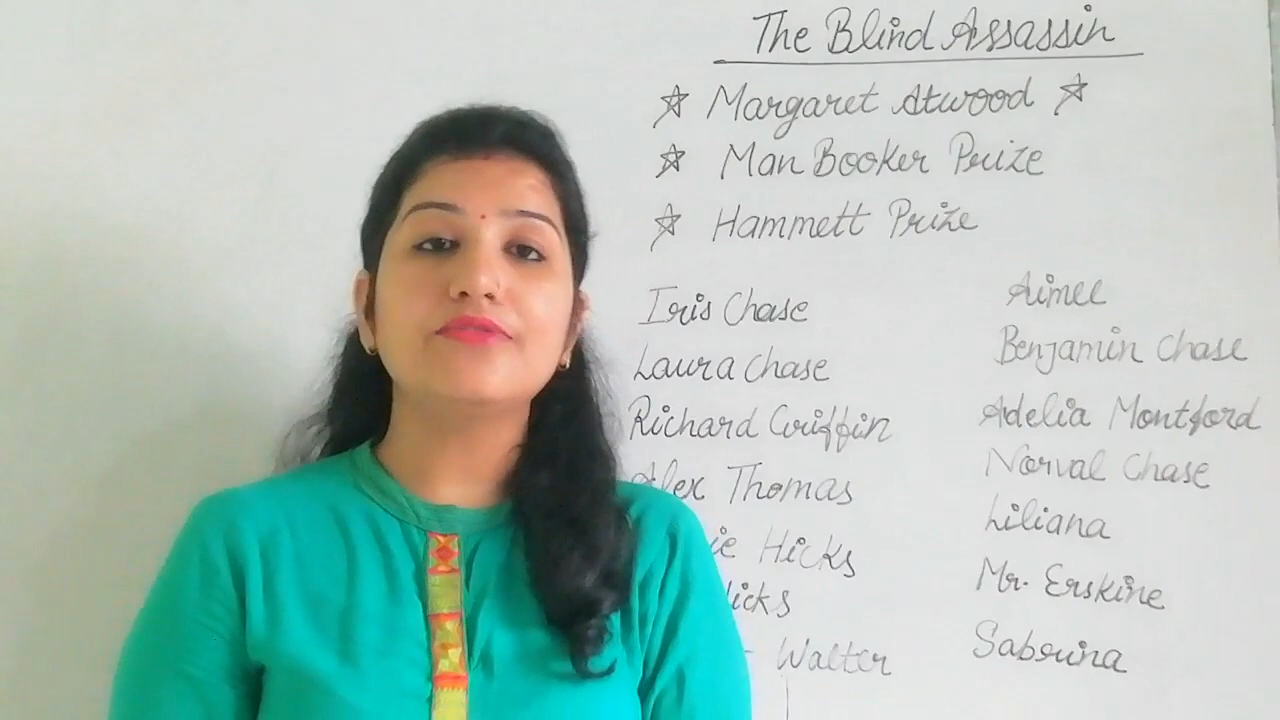 The Blind Assassin
☆ Margaret Atwood ☆
☆ Man Booker Prize
☆ Hammett Prize
Iris Chase
Laura Chase
Richard Griffin
Alex Thomas
Hicks
Walter
Aimee
Benjamin Chase
Adelia Montford
Norval Chase
Liliana
Mr. Erskine
Sabrina